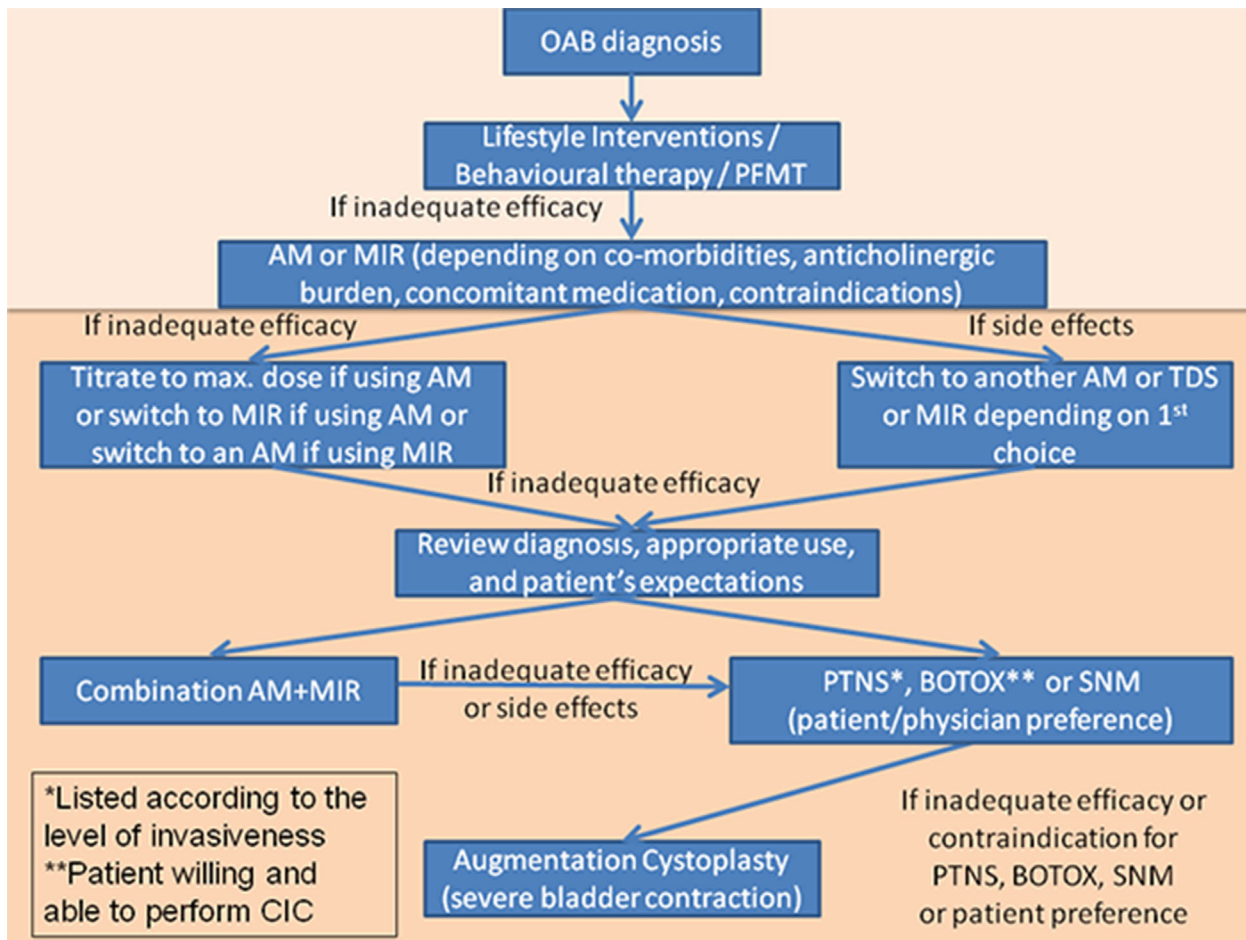 OAB diagnosis
Lifestyle Interventions /
Behavioural therapy / PFMT
If inadequate efficacy
AM or MIR (depending on co-morbidities, anticholinergic
burden, concomitant medication, contraindications)
If inadequate efficacy
If side effects
Titrate to max. dose if using AM
or switch to MIR if using AM or
switch to an AM if using MIR
Switch to another AM or TDS
or MIR depending on 1st
choice
If inadequate efficacy
Review diagnosis, appropriate use,
and patient's expectations
Combination AM+MIR
If inadequate efficacy
or side effects
PTNS*, BOTOX** or SNM
(patient/physician preference)
*Listed according to the
level of invasiveness
**Patient willing and
able to perform CIC
Augmentation Cystoplasty
(severe bladder contraction)
If inadequate efficacy or
contraindication for
PTNS, BOTOX, SNM
or patient preference